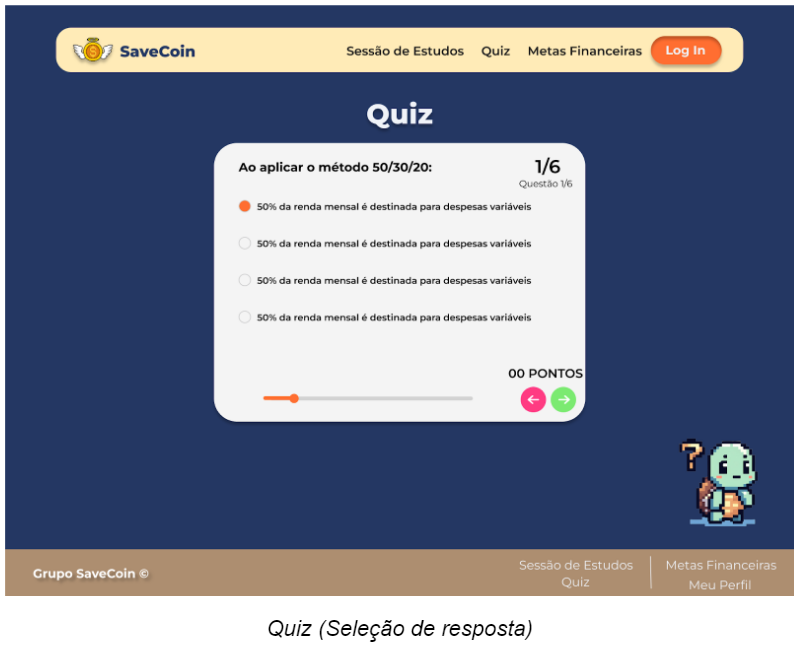 SaveCoin
Sessão de Estudos
Quiz
Metas Financeiras
Log In
Quiz
Ao aplicar o método 50/30/20:
1/6
Questão 1/6
50% da renda mensal é destinada para despesas variáveis
50% da renda mensal é destinada para despesas variáveis
50% da renda mensal é destinada para despesas variáveis
50% da renda mensal é destinada para despesas variáveis
00 PONTOS
Grupo SaveCoin ©
Sessão de Estudos
Quiz
Metas Financeiras
Meu Perfil
Quiz (Seleção de resposta)